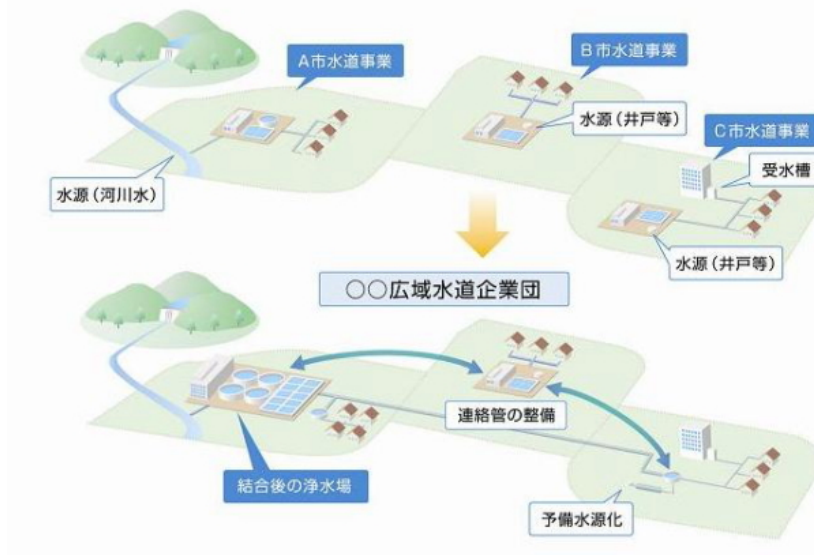 A市水道事業
B市水道事業
水源（井戸等）
C市水道事業
受水槽
水源（河川水）
水源（井戸等）
○○広域水道企業団
連絡管の整備
結合後の浄水場
予備水源化